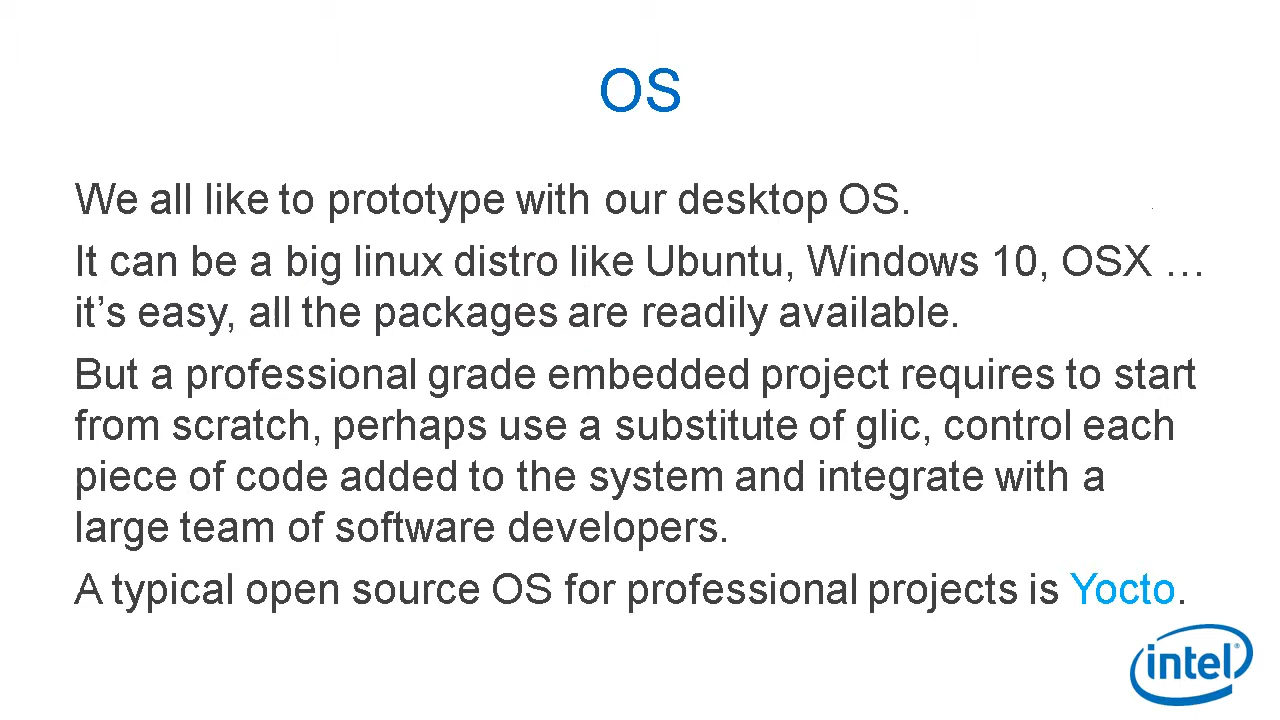 OS
We all like to prototype with our desktop OS.
It can be a big linux distro like Ubuntu, Windows 10, OSX …
it’s easy, all the packages are readily available.
But a professional grade embedded project requires to start
from scratch, perhaps use a substitute of glic, control each
piece of code added to the system and integrate with a
large team of software developers.
A typical open source OS for professional projects is Yocto.
intel®